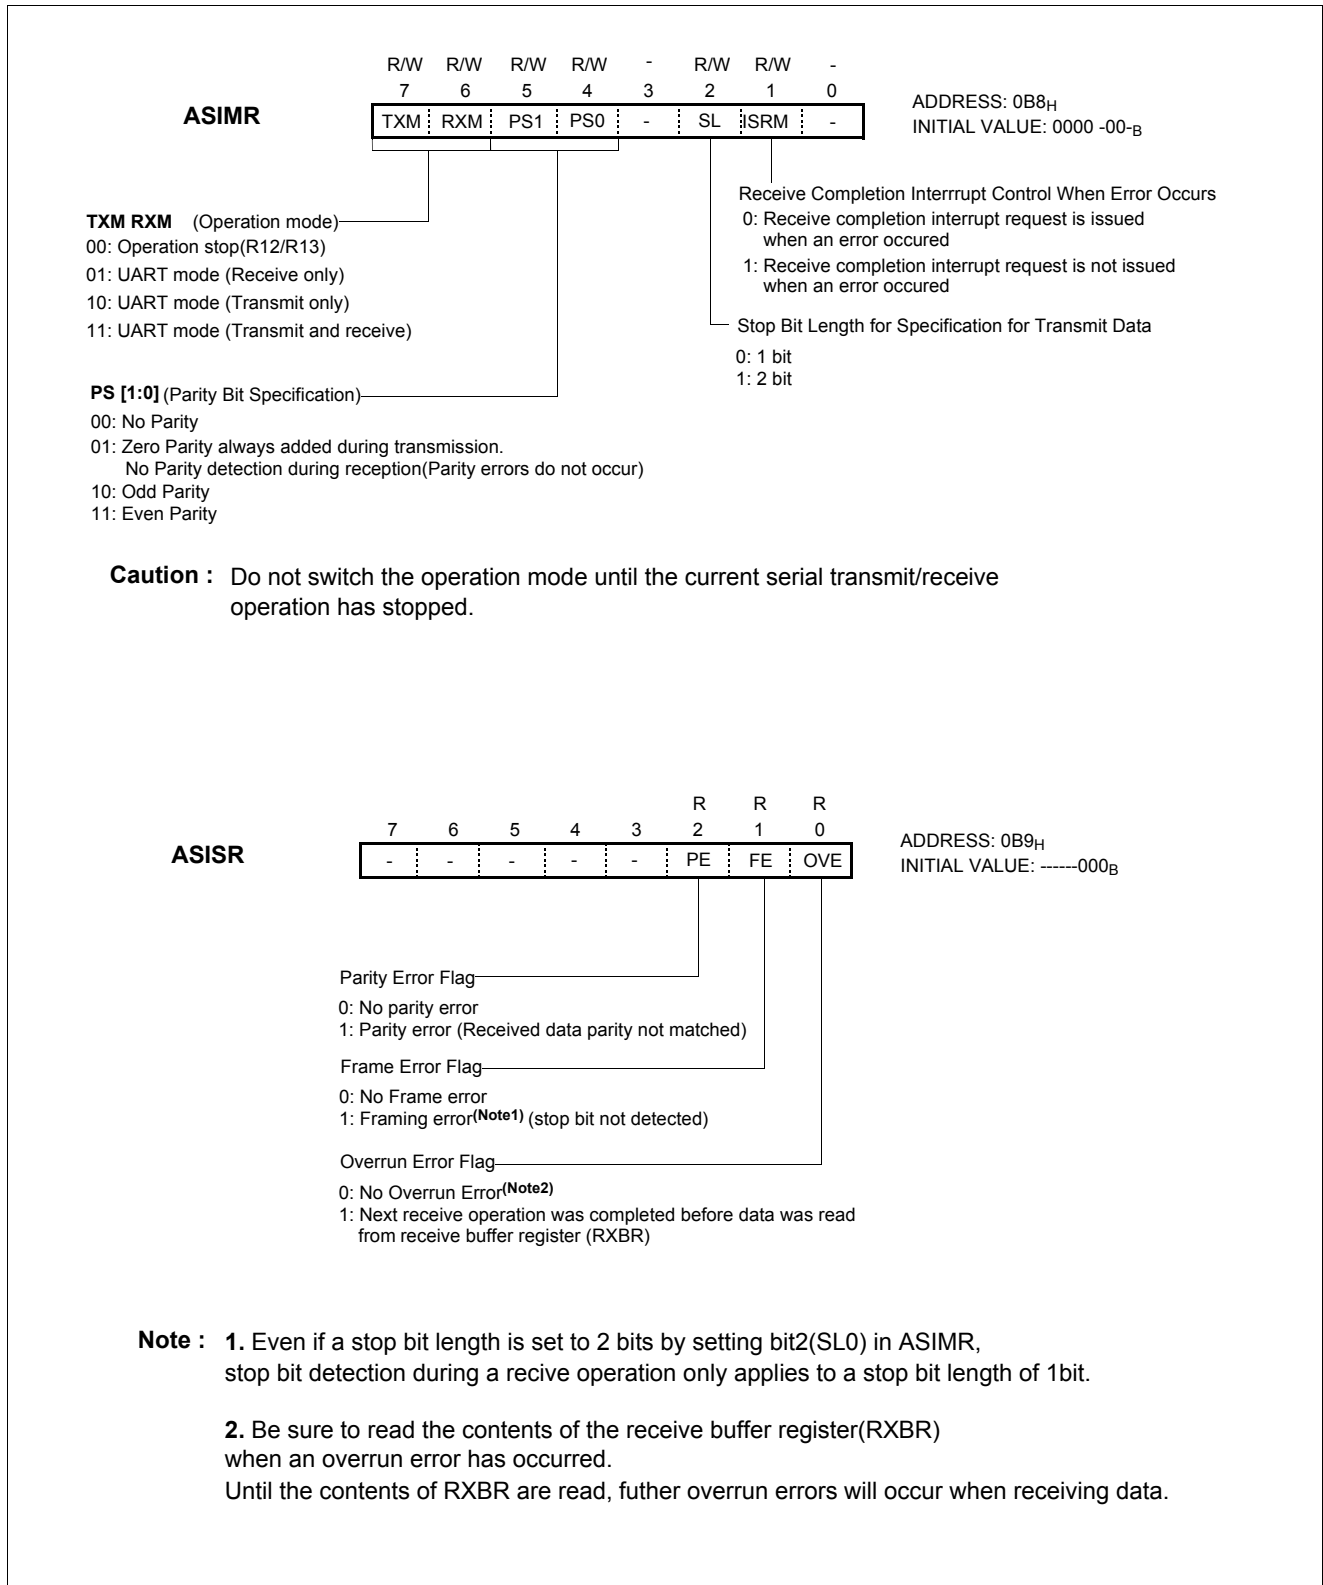 R/W R/W R/W R/W - R/W R/W -
7 6 5 4 3 2 1 0
ASIMR
TXM RXM PS1 PS0 - SL ISRM -
ADDRESS: 0B8H
INITIAL VALUE: 0000 -00-B
Receive Completion Interrrupt Control When Error Occurs
0: Receive completion interrupt request is issued
when an error occured
1: Receive completion interrupt request is not issued
when an error occured
TXM RXM (Operation mode)
00: Operation stop(R12/R13)
01: UART mode (Receive only)
10: UART mode (Transmit only)
11: UART mode (Transmit and receive)
Stop Bit Length for Specification for Transmit Data
0: 1 bit
1: 2 bit
PS [1:0] (Parity Bit Specification)
00: No Parity
01: Zero Parity always added during transmission.
No Parity detection during reception(Parity errors do not occur)
10: Odd Parity
11: Even Parity
Caution : Do not switch the operation mode until the current serial transmit/receive
operation has stopped.
R R R
7 6 5 4 3 2 1 0
ASISR
- - - - - PE FE OVE
ADDRESS: 0B9H
INITIAL VALUE: ------000B
Parity Error Flag
0: No parity error
1: Parity error (Received data parity not matched)
Frame Error Flag
0: No Frame error
1: Framing error(Note1) (stop bit not detected)
Overrun Error Flag
0: No Overrun Error(Note2)
1: Next receive operation was completed before data was read
from receive buffer register (RXBR)
Note : 1. Even if a stop bit length is set to 2 bits by setting bit2(SL0) in ASIMR,
stop bit detection during a recive operation only applies to a stop bit length of 1bit.
2. Be sure to read the contents of the receive buffer register(RXBR)
when an overrun error has occurred.
Until the contents of RXBR are read, futher overrun errors will occur when receiving data.